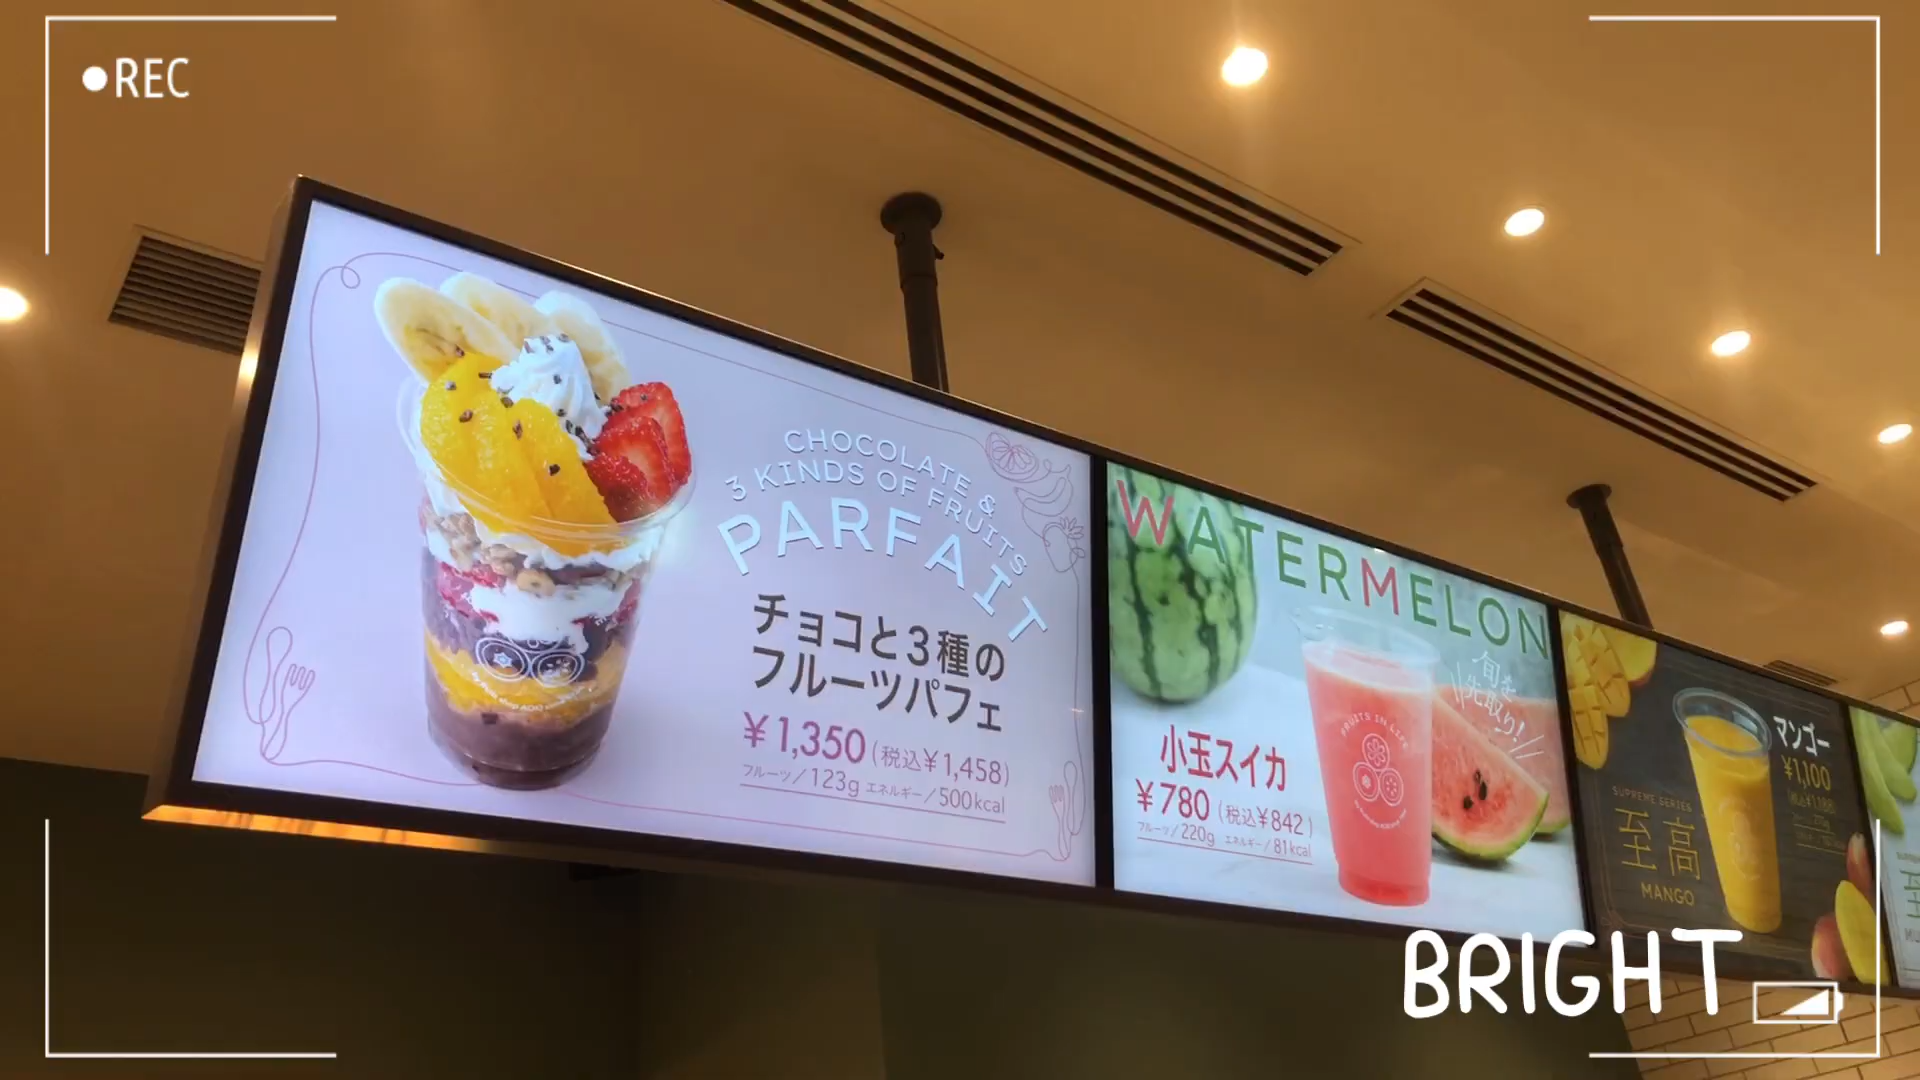 REC
CHOCOLATE &
3 KINDS OF FRUITS
PARFAIT
チョコと3種の
フルーツパフェ
¥1,350(税込¥1,458)
フルーツ/123g エネルギー/500kcal
WATERMELON
旬を
先取り!
小玉スイカ
¥780(税込¥842)
フルーツ/220g エネルギー/81kcal
FRUITS IN LIFE
マンゴー
¥1,100
SUPREME SERIES
至高
MANGO
BRIGHT